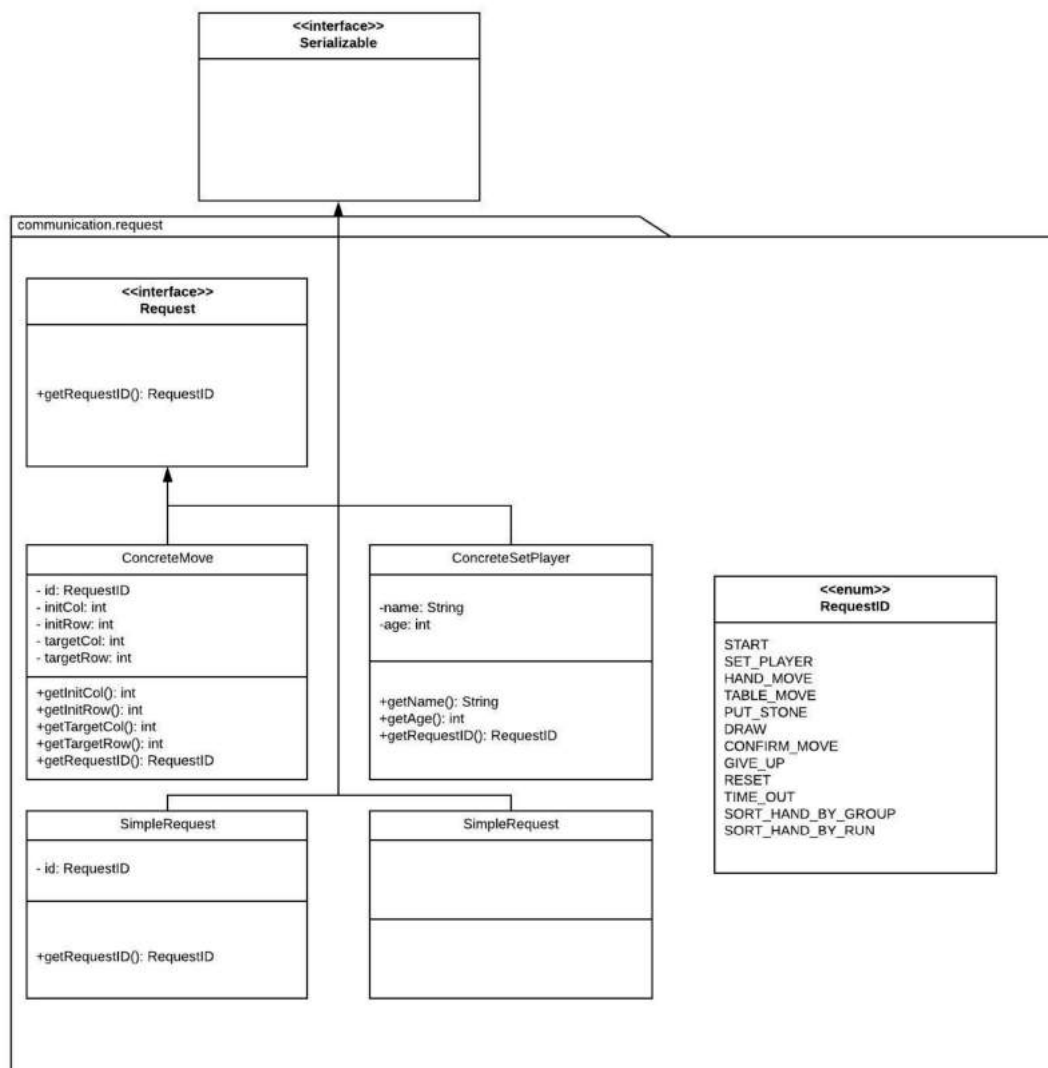 <<interface>>
Serializable
communication.request
<<interface>>
Request
+getRequestID(): RequestID
ConcreteMove
- id: RequestID
- initCol: int
- initRow: int
- targetCol: int
- targetRow: int
+getInitCol(): int
+getInitRow(): int
+getTargetCol(): int
+getTargetRow(): int
+getRequestID(): RequestID
ConcreteSetPlayer
-name: String
-age: int
+getName(): String
+getAge(): int
+getRequestID(): RequestID
<<enum>>
RequestID
START
SET_PLAYER
HAND_MOVE
TABLE_MOVE
PUT_STONE
DRAW
CONFIRM_MOVE
GIVE_UP
RESET
TIME_OUT
SORT_HAND_BY_GROUP
SORT_HAND_BY_RUN
SimpleRequest
- id: RequestID
+getRequestID(): RequestID
SimpleRequest